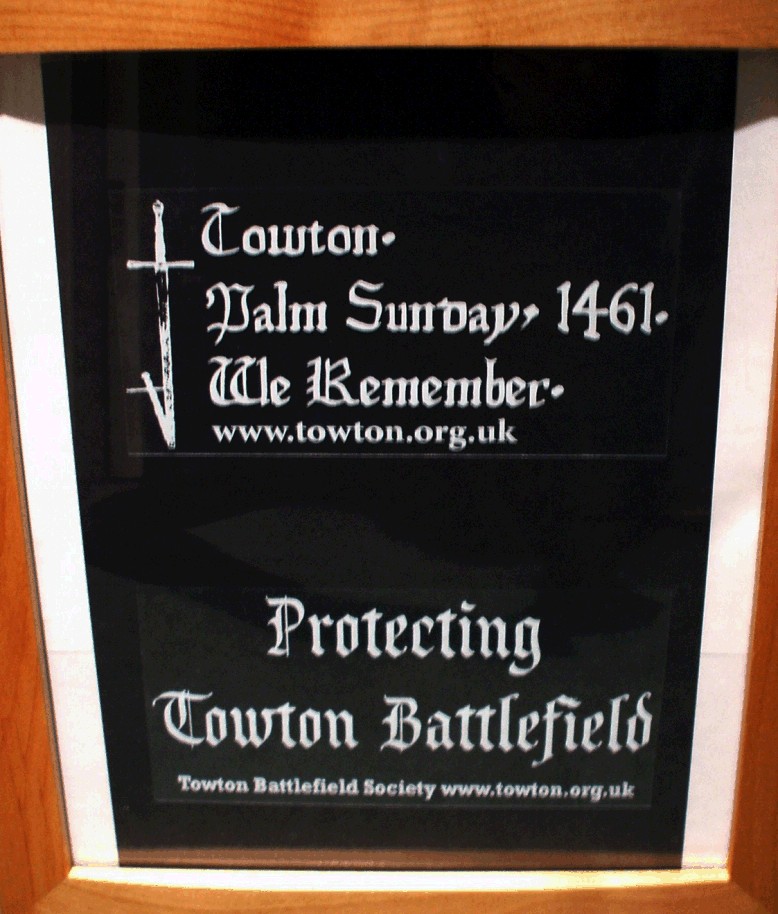 Towton.
Palm Sunday, 1461.
We Remember.
www.towton.org.uk
Protecting
Towton Battlefield
Towton Battlefield Society www.towton.org.uk